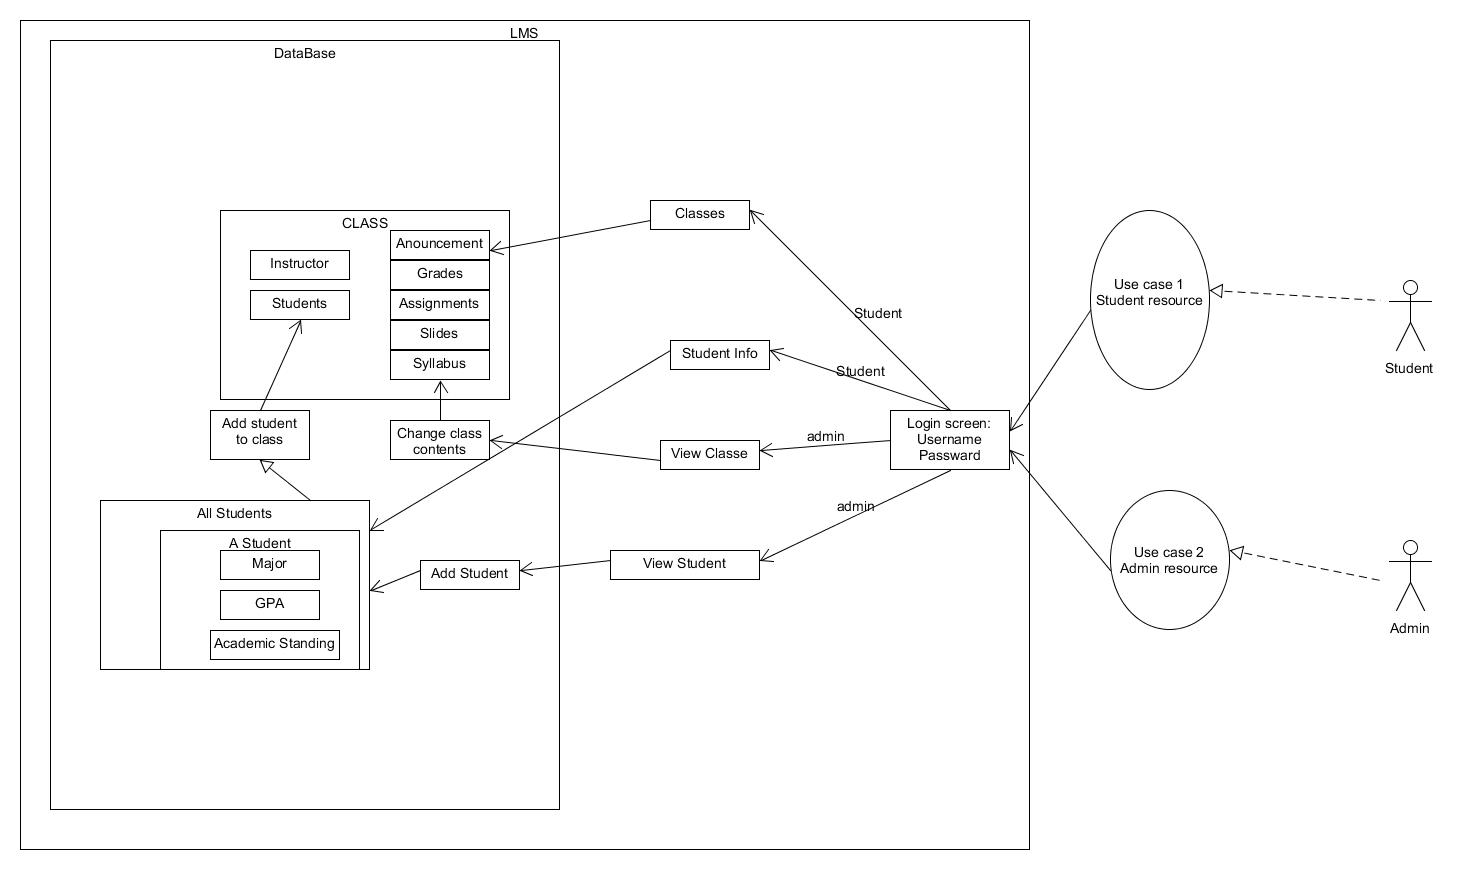 LMS
DataBase
CLASS
Instructor
Students
Anouncement
Grades
Assignments
Slides
Syllabus
Add student
to class
Change class
contents
All Students
A Student
Major
GPA
Academic Standing
Add Student
Classes
Student Info
View Classe
View Student
Student
Student
admin
admin
Login screen:
Username
Passward
Use case 1
Student resource
Use case 2
Admin resource
Student
Admin